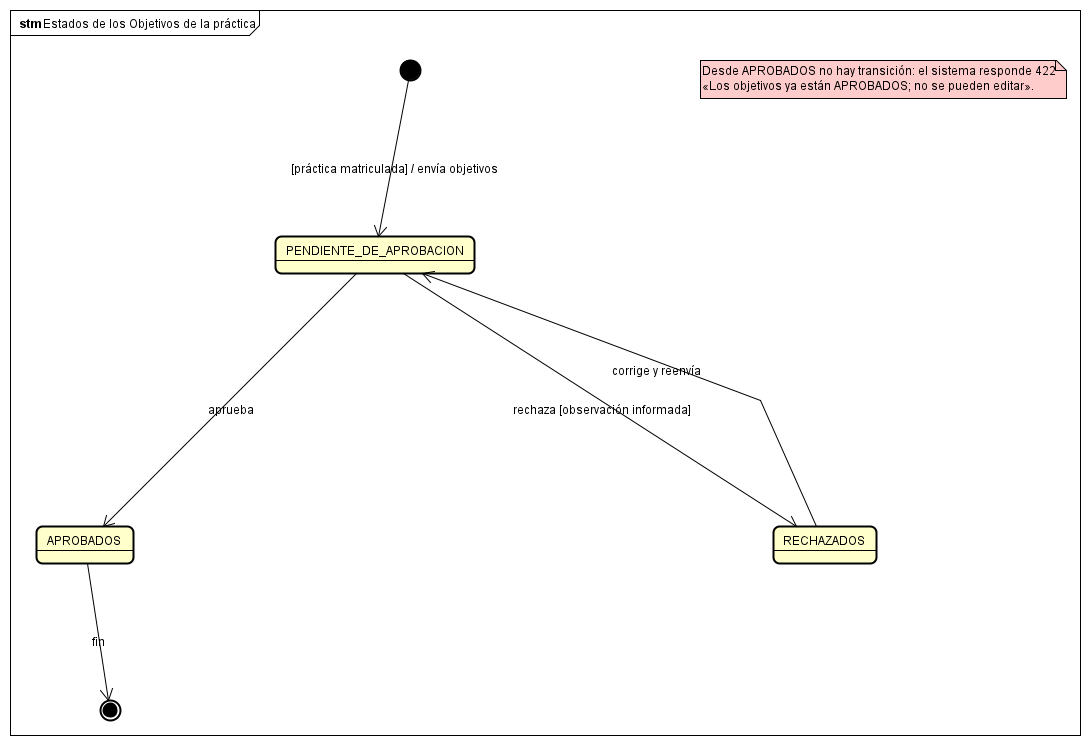 stm Estados de los Objetivos de la práctica
Desde APROBADOS no hay transición: el sistema responde 422
«Los objetivos ya están APROBADOS; no se pueden editar».
[práctica matriculada] / envía objetivos
PENDIENTE_DE_APROBACION
corrige y reenvía
aprueba
rechaza [observación informada]
APROBADOS
RECHAZADOS
fin